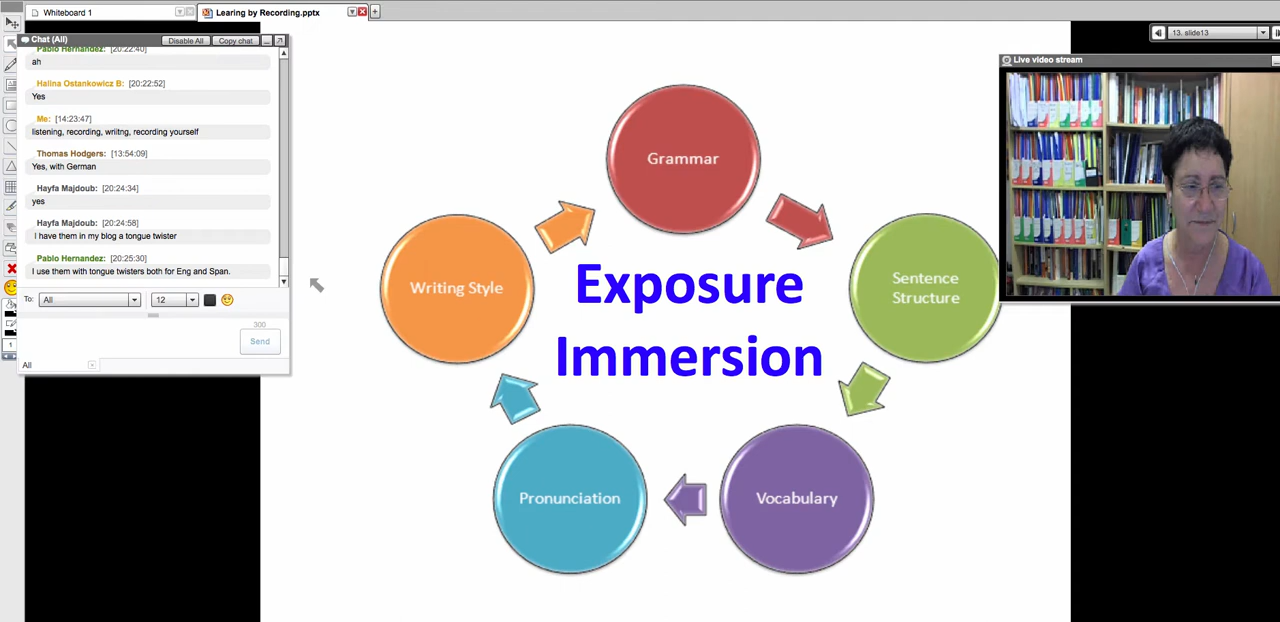 Whiteboard 1
Learing by Recording.pptx
Chat (All)
Disable All
Copy chat
Pablo Hernandez: [20:22:40]
ah
Halina Ostankowicz B: [20:22:52]
Yes
Me: [14:23:47]
listening, recording, wriitng, recording yourself
Thomas Hodgers: [13:54:09]
Yes, with German
Hayfa Majdoub: [20:24:34]
yes
Hayfa Majdoub: [20:24:58]
I have them in my blog a tongue twister
Pablo Hernandez: [20:25:30]
I use them with tongue twisters both for Eng and Span.
To: All 12
300
Send
All
1
13. slide13
Live video stream
Grammar
Sentence
Structure
Vocabulary
Pronunciation
Writing Style
Exposure
Immersion